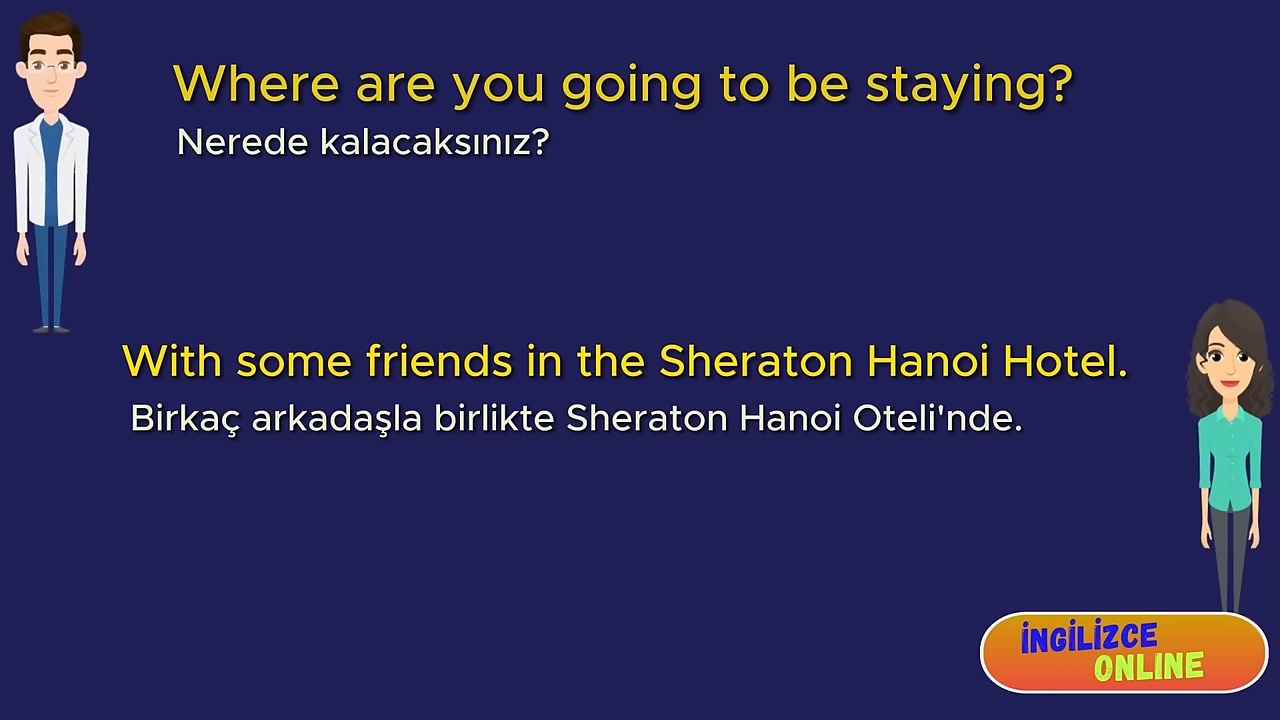 Where are you going to be staying?
Nerede kalacaksınız?
With some friends in the Sheraton Hanoi Hotel.
Birkaç arkadaşla birlikte Sheraton Hanoi Oteli'nde.
İNGİLİZCE
ONLINE